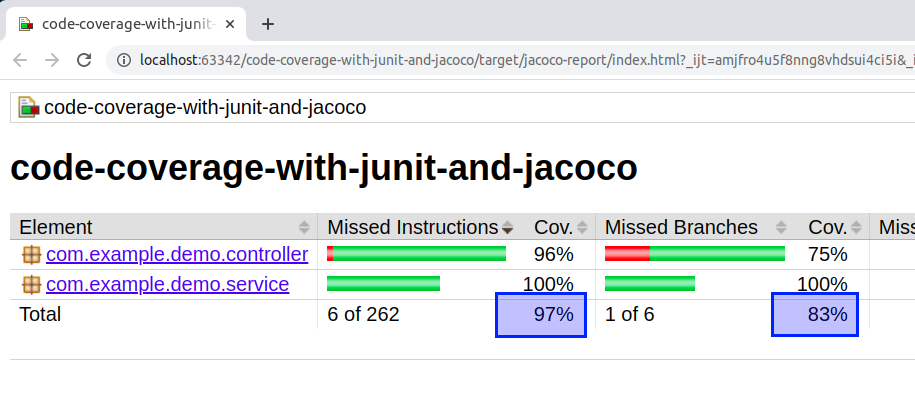 code-coverage-with-junit-
localhost:63342/code-coverage-with-junit-and-jacoco/target/jacoco-report/index.html?_ijt=amjfro4u5f8nng8vhdsui4ci5i&_i
code-coverage-with-junit-and-jacoco
code-coverage-with-junit-and-jacoco
Element Missed Instructions Cov. Missed Branches Cov. Miss
com.example.demo.controller 96% 75%
com.example.demo.service 100% 100%
Total 6 of 262 97% 1 of 6 83%